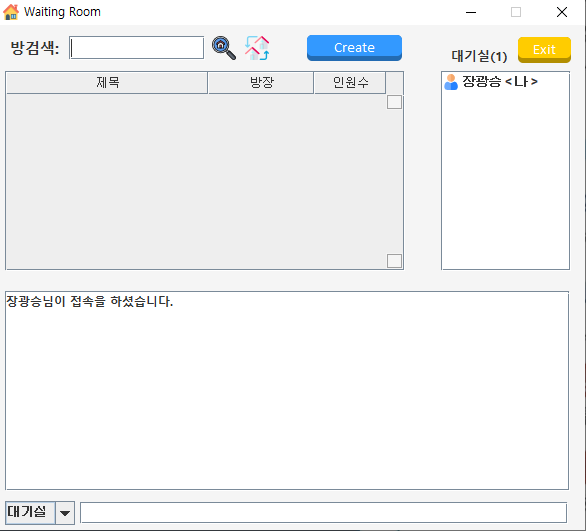 Waiting Room
방검색:
Create
대기실(1)
Exit
제목 방장 인원수
장광승 <나>
장광승님이 접속을 하셨습니다.
대기실